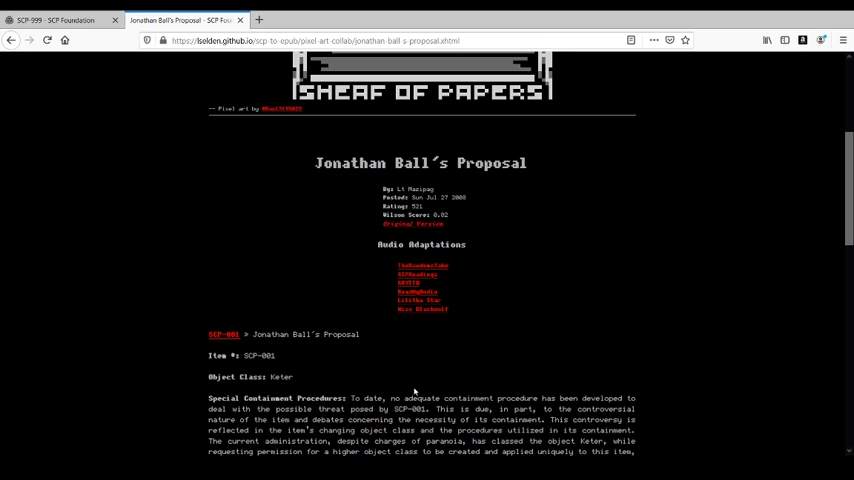 SCP-999 - SCP Foundation
Jonathan Ball's Proposal - SCP Fou
https://lselden.github.io/scp-to-epub/pixel-art-collab/jonathan-ball-s-proposal.xhtml
SHEAF OF PAPERS
-- Pixel art by
Jonathan Ball's Proposal
By: Lt Masipag
Posted: Sun Jul 27 2008
Rating: 521
Wilson Score: 0.82
Original Version
Audio Adaptations
TheRandomzJake
SCPReadings
ReadMyAudio
Lilitha Star
Miss Blackwolf
SCP-001 » Jonathan Ball's Proposal
Item #: SCP-001
Object Class: Keter
Special Containment Procedures: To date, no adequate containment procedure has been developed to
deal with the possible threat posed by SCP-001. This is due, in part, to the controversial
nature of the item and debates concerning the necessity of its containment. This controversy is
reflected in the item's changing object class and the procedures utilized in its containment.
The current administration, despite charges of paranoia, has classed the object Keter, while
requesting permission for a higher object class to be created and applied uniquely to this item,